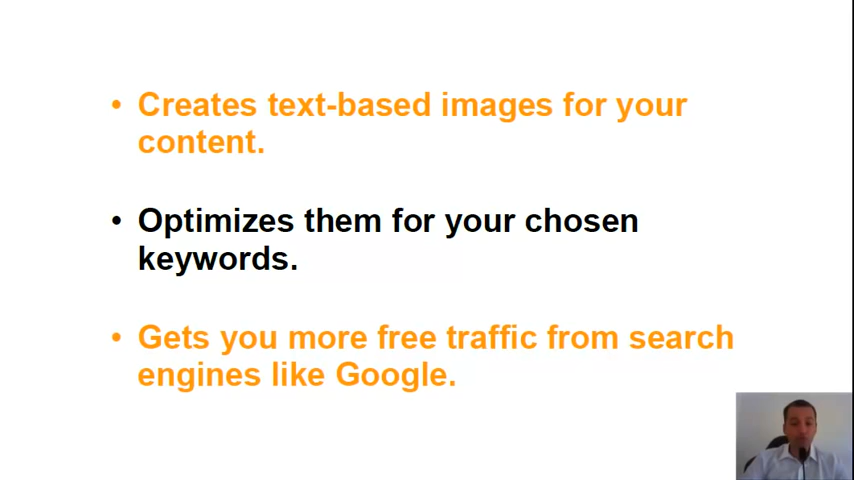 • Creates text-based images for your
content.
• Optimizes them for your chosen
keywords.
• Gets you more free traffic from search
engines like Google.